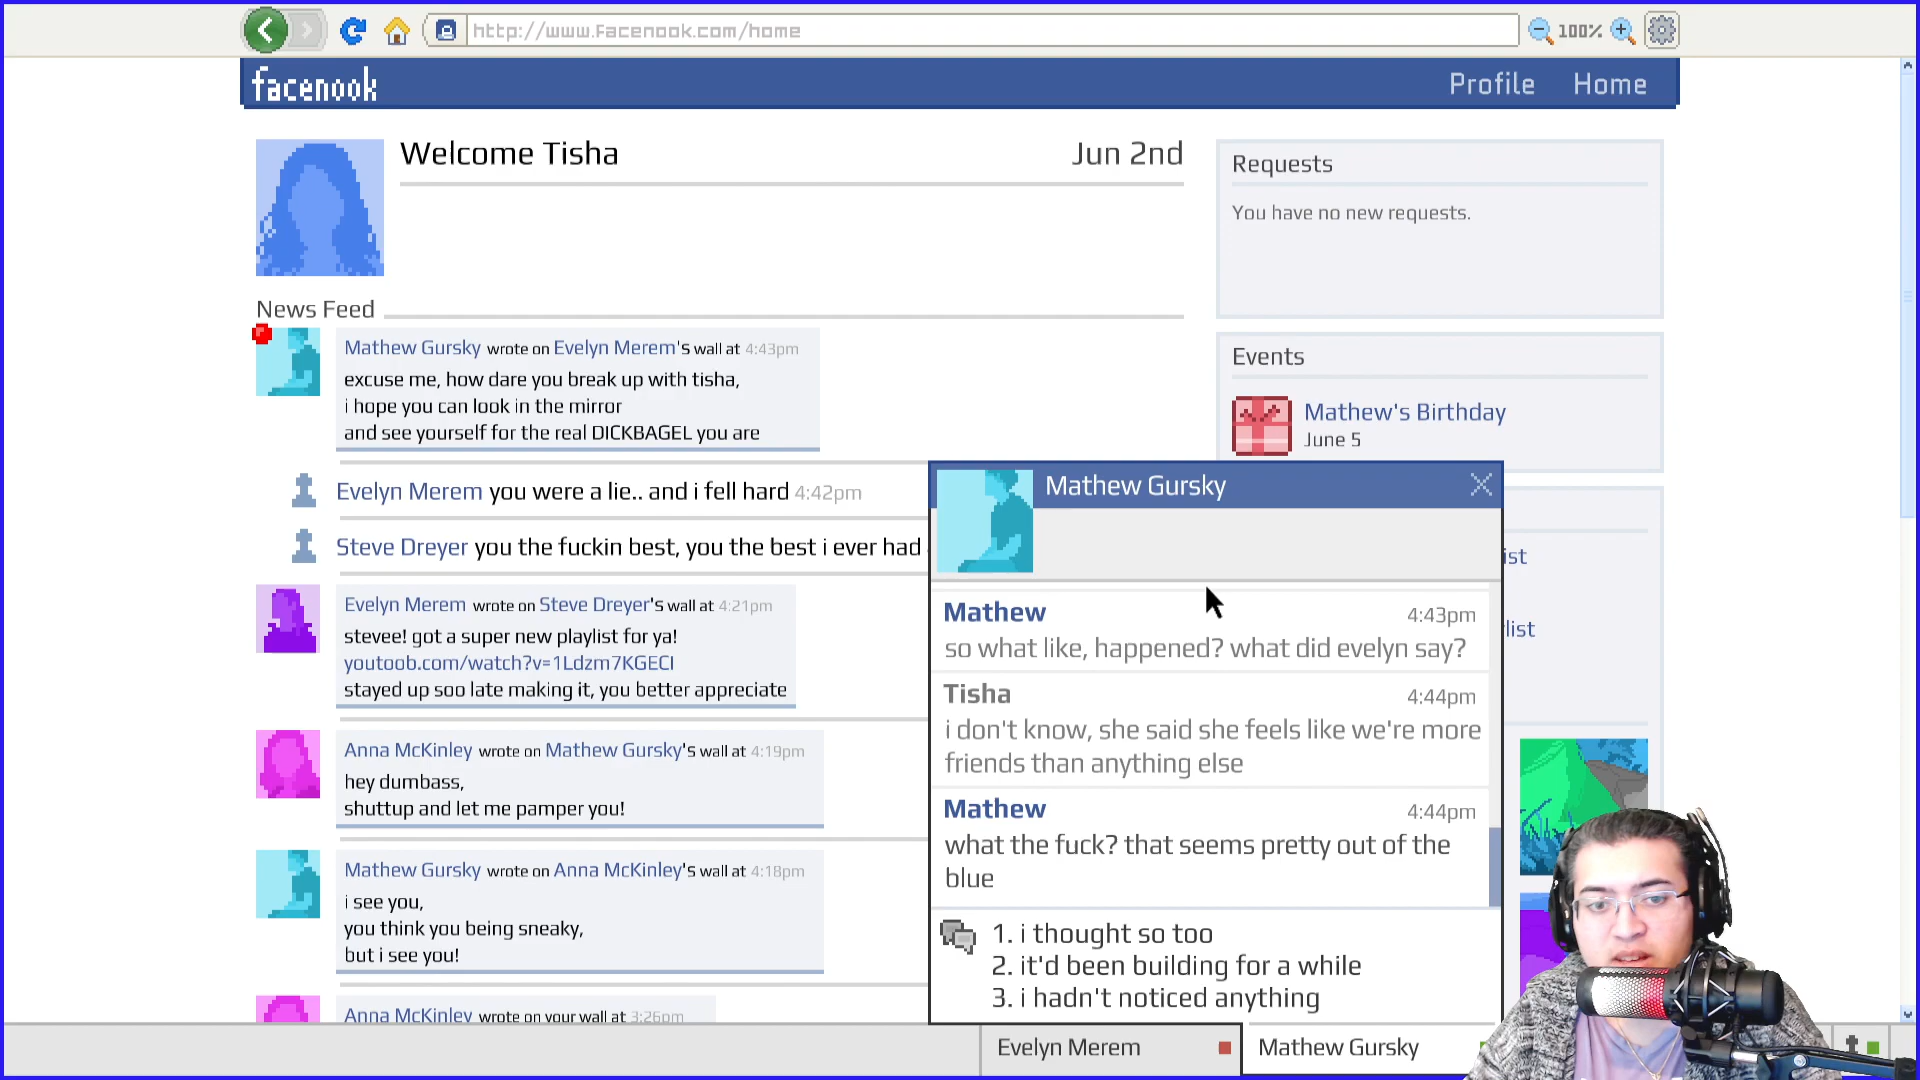 http://www.facenook.com/home
100%
facenook
Profile
Home
Welcome Tisha
Jun 2nd
News Feed
Mathew Gursky wrote on Evelyn Merem's wall at 4:43pm
excuse me, how dare you break up with tisha,
i hope you can look in the mirror
and see yourself for the real DICKBAGEL you are
Evelyn Merem you were a lie.. and i fell hard 4:42pm
Steve Dreyer you the fuckin best, you the best i ever had
Evelyn Merem wrote on Steve Dreyer's wall at 4:21pm
stevee! got a super new playlist for ya!
youtoob.com/watch?v=1Ldzm7KGECI
stayed up soo late making it, you better appreciate
Anna McKinley wrote on Mathew Gursky's wall at 4:19pm
hey dumbass,
shuttup and let me pamper you!
Mathew Gursky wrote on Anna McKinley's wall at 4:18pm
i see you,
you think you being sneaky,
but i see you!
Anna McKinley wrote on your wall at 3:26pm
Requests
You have no new requests.
Events
Mathew's Birthday
June 5
ist
list
Mathew Gursky
Mathew 4:43pm
so what like, happened? what did evelyn say?
Tisha 4:44pm
i don't know, she said she feels like we're more
friends than anything else
Mathew 4:44pm
what the fuck? that seems pretty out of the
blue
1. i thought so too
2. it'd been building for a while
3. i hadn't noticed anything
Evelyn Merem
Mathew Gursky